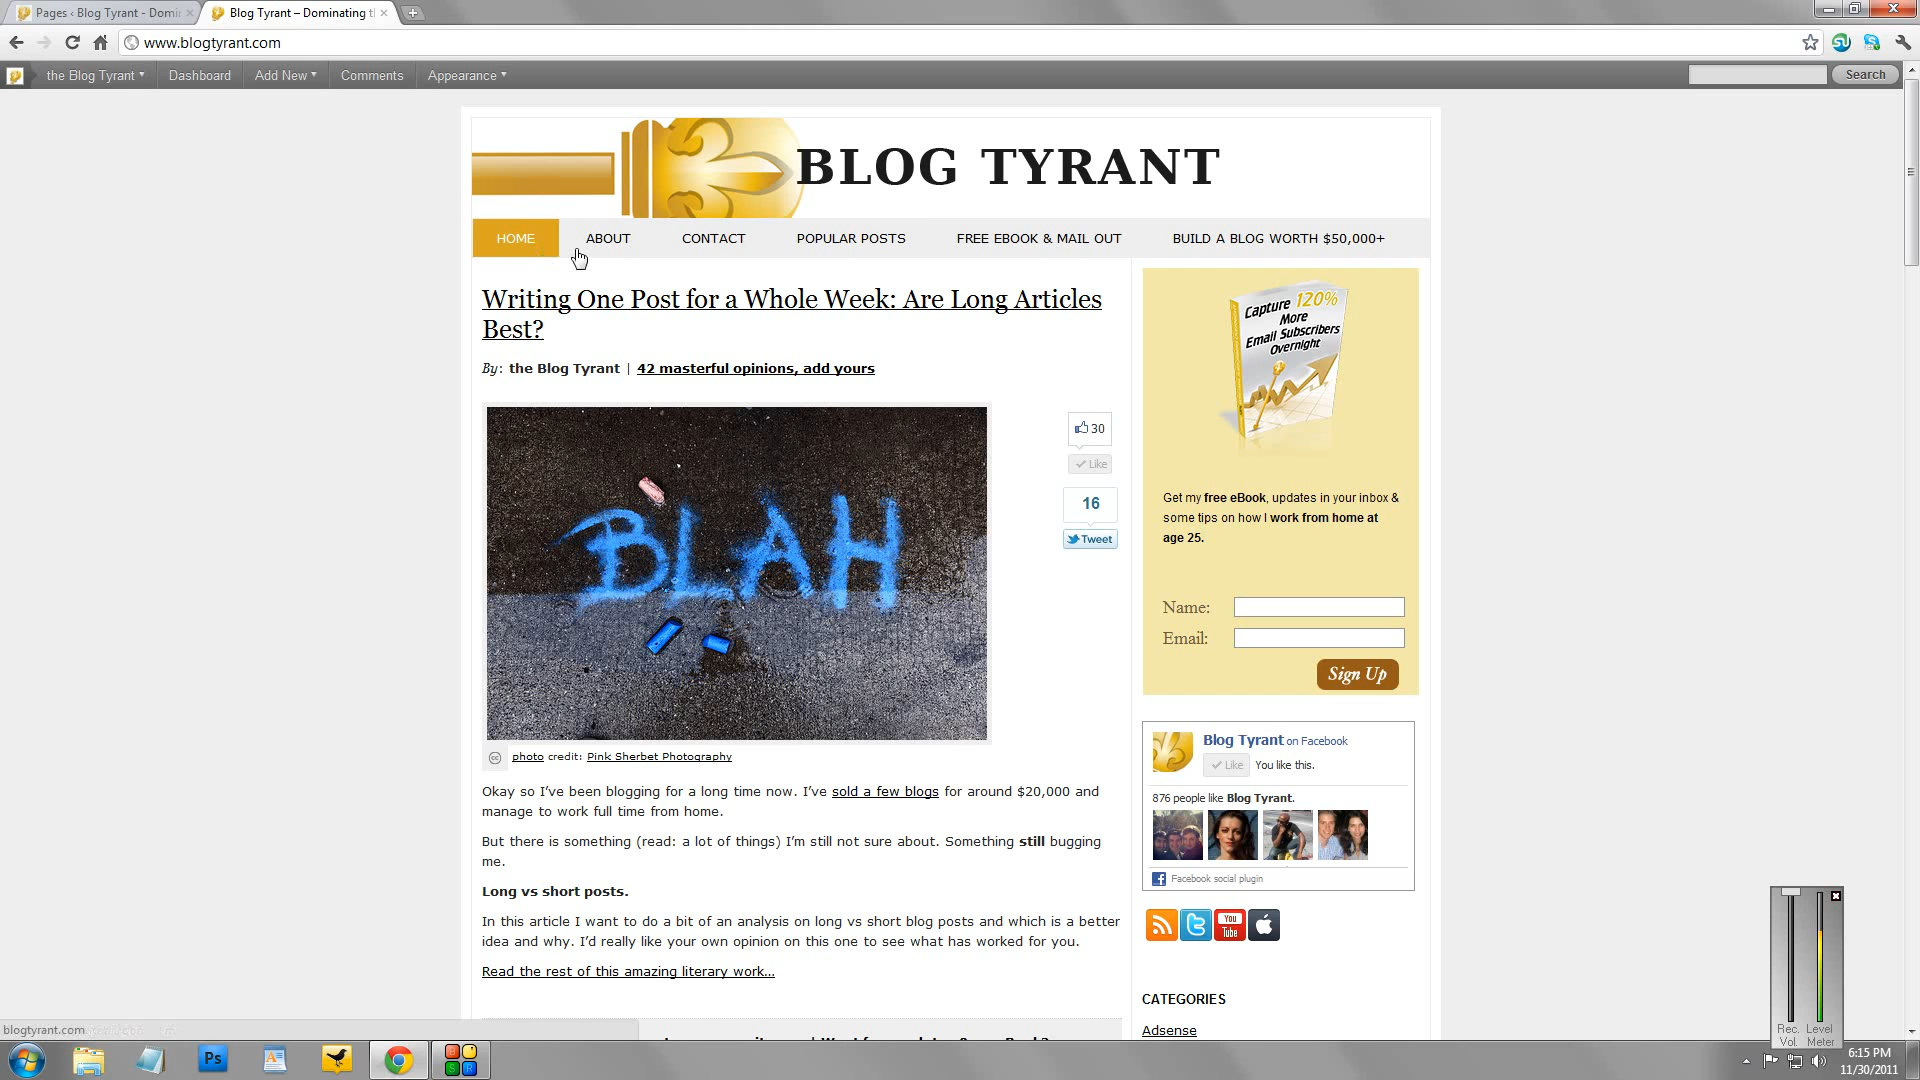 Pages ‹ Blog Tyrant - Domi
Blog Tyrant – Dominating t
www.blogtyrant.com
the Blog Tyrant
Dashboard
Add New
Comments
Appearance
Search
BLOG TYRANT
HOME
ABOUT
CONTACT
POPULAR POSTS
FREE EBOOK & MAIL OUT
BUILD A BLOG WORTH $50,000+
Writing One Post for a Whole Week: Are Long Articles
Best?
By: the Blog Tyrant | 42 masterful opinions, add yours
BLAH
30
Like
16
Tweet
cc
photo credit: Pink Sherbet Photography
Okay so I’ve been blogging for a long time now. I’ve sold a few blogs for around $20,000 and
manage to work full time from home.
But there is something (read: a lot of things) I’m still not sure about. Something still bugging
me.
Long vs short posts.
In this article I want to do a bit of an analysis on long vs short blog posts and which is a better
idea and why. I’d really like your own opinion on this one to see what has worked for you.
Read the rest of this amazing literary work...
Capture 120%
More
Email Subscribers
Overnight
Get my free eBook, updates in your inbox &
some tips on how I work from home at
age 25.
Name:
Email:
Sign Up
Blog Tyrant on Facebook
Like
You like this.
876 people like Blog Tyrant.
Facebook social plugin
You
Tube
CATEGORIES
Adsense
blogtyrant.com
Ps
Rec. Level
Vol. Meter
6:15 PM
11/30/2011